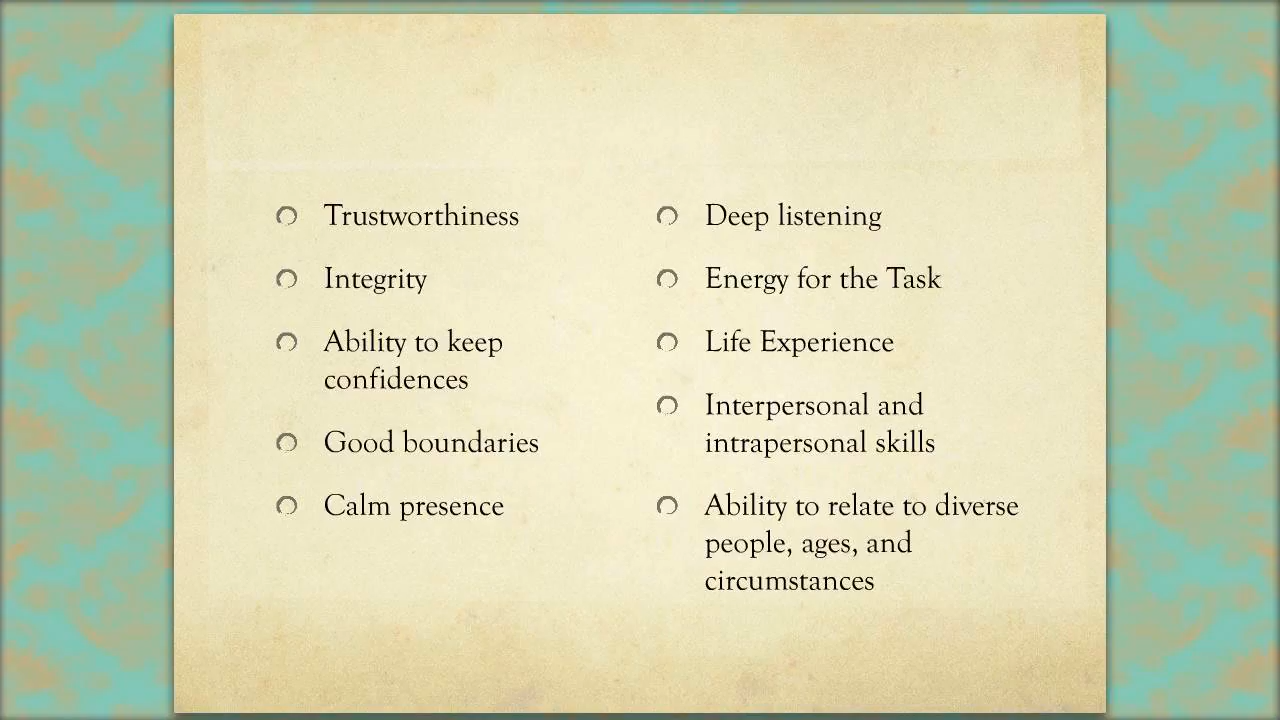 Trustworthiness
Integrity
Ability to keep
confidences
Good boundaries
Calm presence
Deep listening
Energy for the Task
Life Experience
Interpersonal and
intrapersonal skills
Ability to relate to diverse
people, ages, and
circumstances